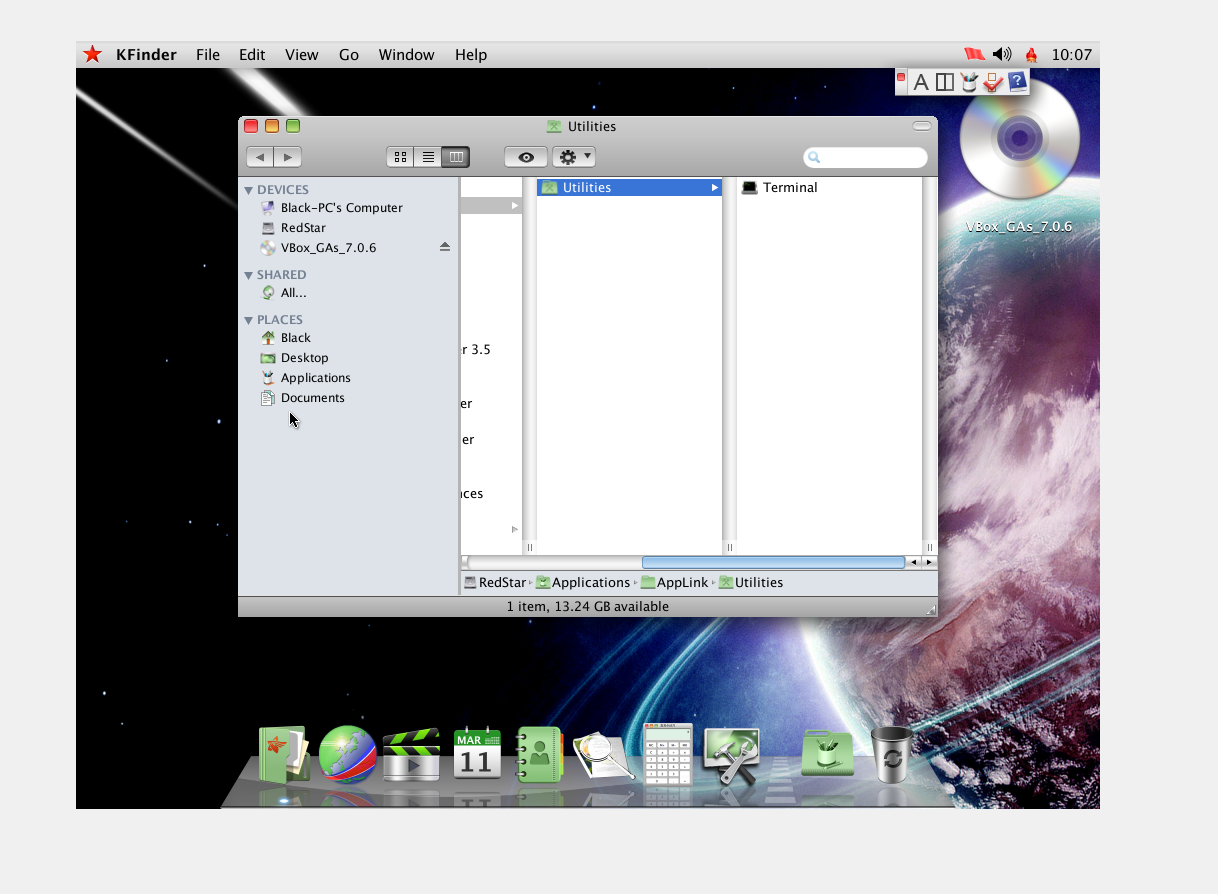 KFinder File Edit View Go Window Help 10:07
A ?
Utilities
DEVICES
Black-PC's Computer
RedStar
VBox_GAs_7.0.6
SHARED
All...
PLACES
Black
Desktop
Applications
Documents
r 3.5
er
er
nces
Utilities
Terminal
RedStar Applications AppLink Utilities
1 item, 13.24 GB available
VBox_GAs_7.0.6
MAR
11